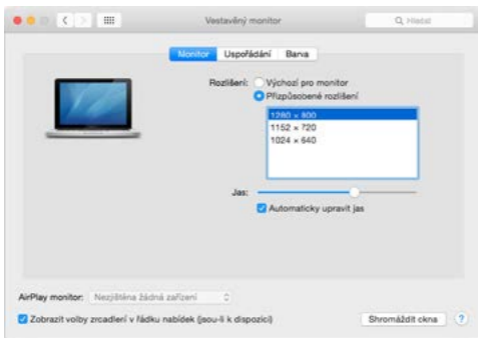 Vestavěný monitor
Hledat
Monitor Uspořádání Barva
Rozlišení: Výchozí pro monitor
Přizpůsobené rozlišení
1280 × 800
1152 × 720
1024 × 640
Jas:
Automaticky upravit jas
AirPlay monitor: Nezjištěna žádná zařízení
Zobrazit volby zrcadlení v řádku nabídek (jsou-li k dispozici)
Shromáždit okna ?